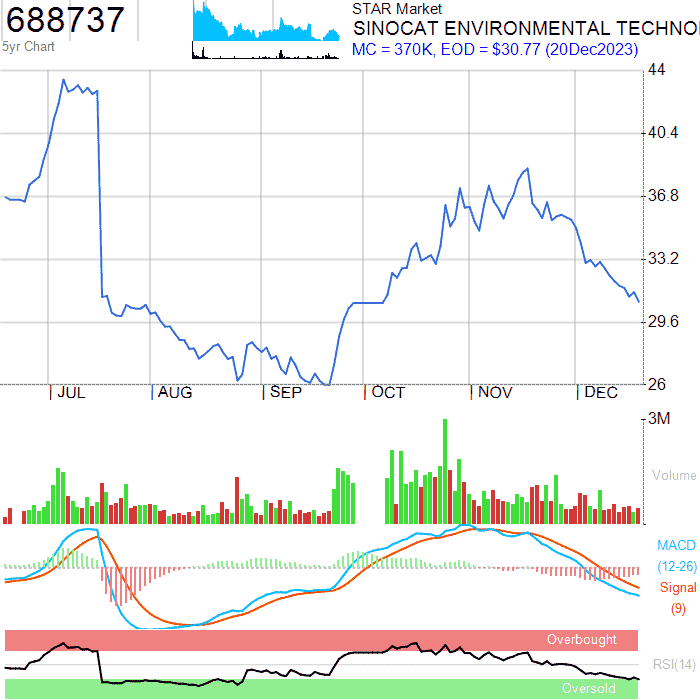 688737
5yr Chart
STAR Market
SINOCAT ENVIRONMENTAL TECHNO
MC = 370K, EOD = $30.77 (20Dec2023)
44
40.4
36.8
33.2
29.6
26
JUL AUG SEP OCT NOV DEC
3M
Volume
MACD
(12-26)
Signal
(9)
Overbought
RSI(14)
Oversold